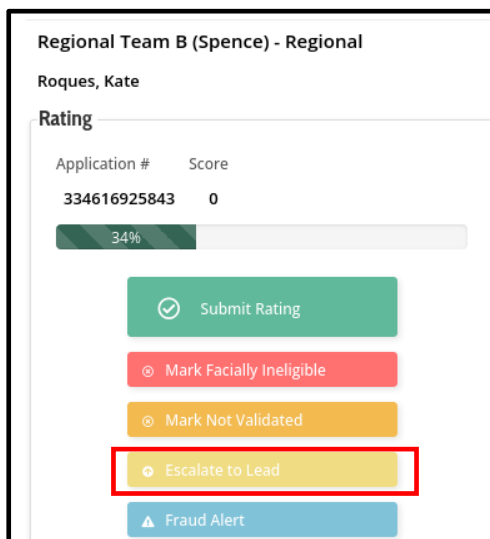 Regional Team B (Spence) - Regional
Roques, Kate
Rating
Application # Score
334616925843 0
34%
Submit Rating
Mark Facially Ineligible
Mark Not Validated
Escalate to Lead
Fraud Alert